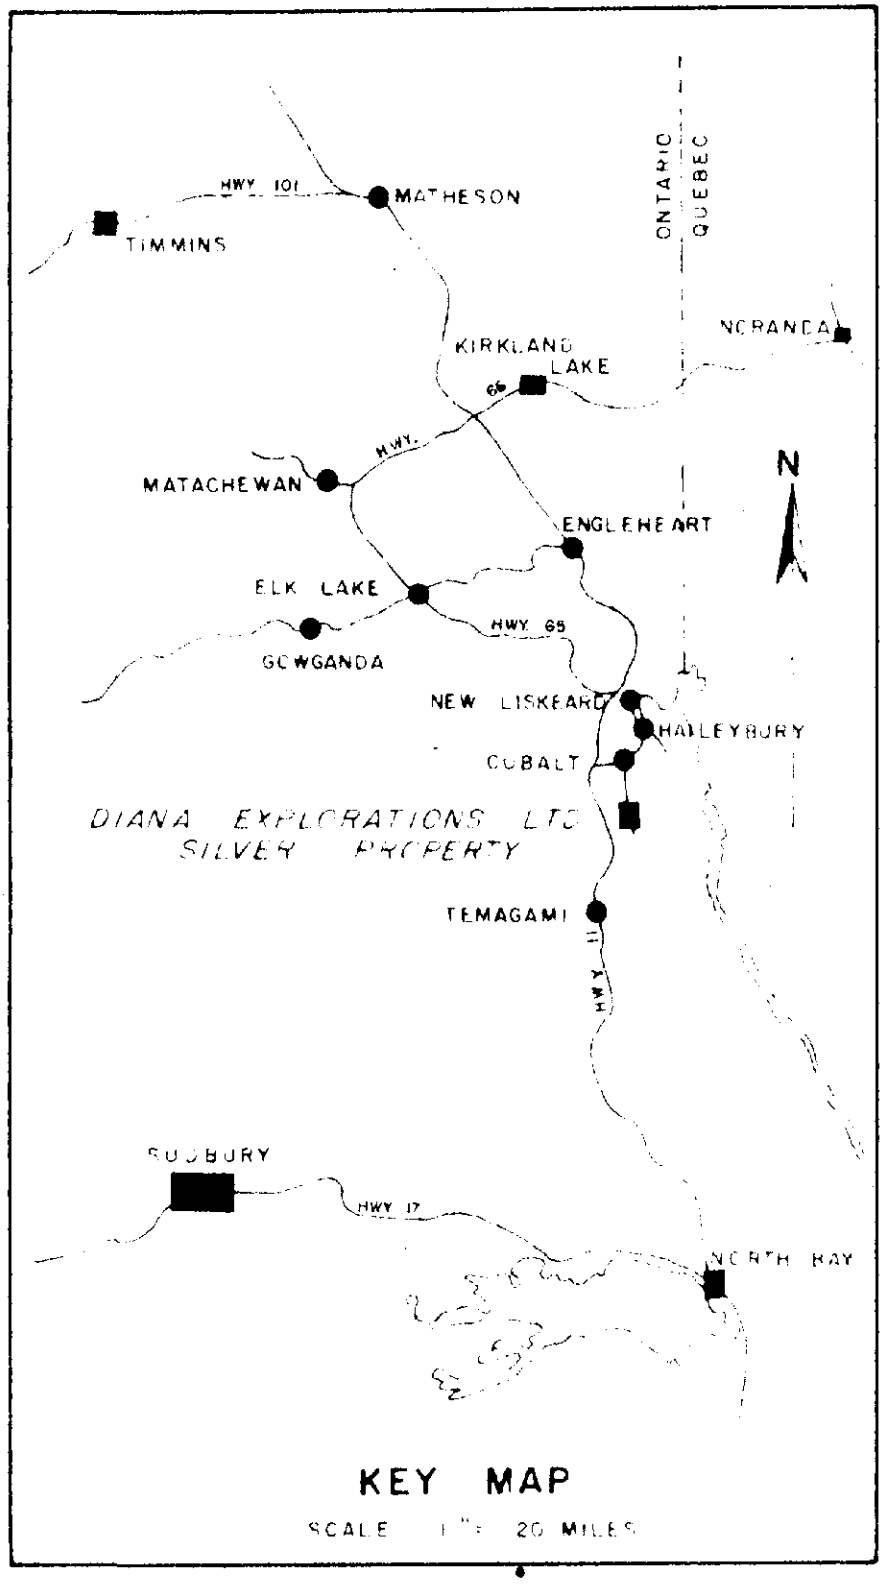 ONTARIO
QUEBEC
HWY 101
MATHESON
TIMMINS
NORANDA
KIRKLAND
LAKE
HWY. 66
MATACHEWAN
N
ENGLEHEART
ELK LAKE
HWY 65
GOWGANDA
NEW LISKEARD
HAILEYBURY
COBALT
DIANA EXPLORATIONS LTD
SILVER PROPERTY
TEMAGAMI
HWY 11
SUDBURY
HWY 17
NORTH BAY
KEY MAP
SCALE 1" = 20 MILES